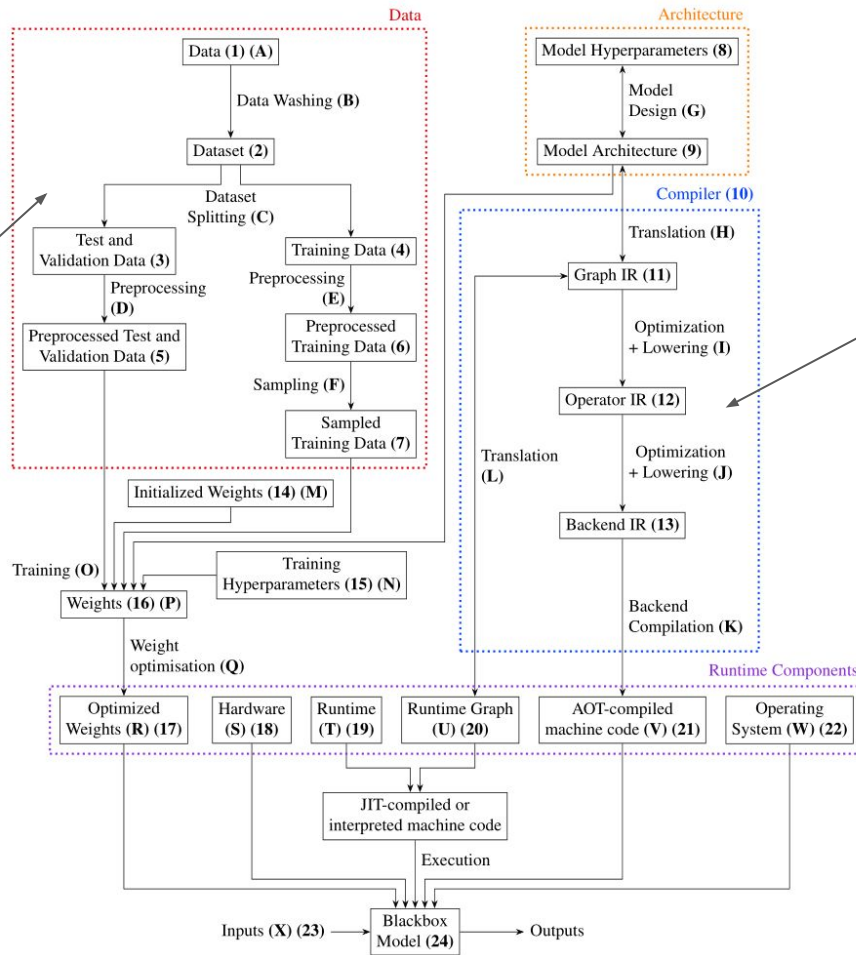 Data
Architecture
Data (1) (A)
Model Hyperparameters (8)
Data Washing (B)
Model
Design (G)
Dataset (2)
Model Architecture (9)
Dataset
Splitting (C)
Compiler (10)
Test and
Validation Data (3)
Training Data (4)
Translation (H)
Graph IR (11)
Preprocessing
(D)
Preprocessing
(E)
Preprocessed Test and
Validation Data (5)
Preprocessed
Training Data (6)
Optimization
+ Lowering (I)
Sampling (F)
Operator IR (12)
Sampled
Training Data (7)
Translation
(L)
Optimization
+ Lowering (J)
Initialized Weights (14) (M)
Backend IR (13)
Training (O)
Training
Hyperparameters (15) (N)
Weights (16) (P)
Backend
Compilation (K)
Weight
optimisation (Q)
Runtime Components
Optimized
Weights (R) (17)
Hardware
(S) (18)
Runtime
(T) (19)
Runtime Graph
(U) (20)
AOT-compiled
machine code (V) (21)
Operating
System (W) (22)
JIT-compiled or
interpreted machine code
Execution
Inputs (X) (23)
Blackbox
Model (24)
Outputs